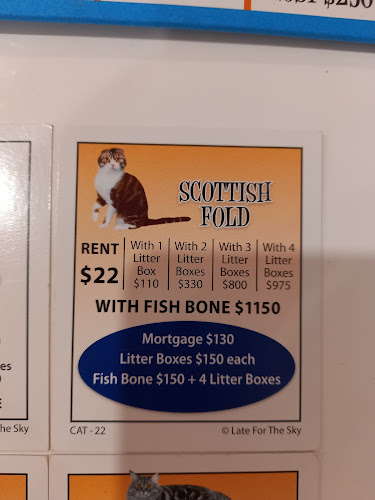 SCOTTISH
FOLD
RENT
$22
With 1
Litter
Box
$110
With 2
Litter
Boxes
$330
With 3
Litter
Boxes
$800
With 4
Litter
Boxes
$975
WITH FISH BONE $1150
Mortgage $130
Litter Boxes $150 each
Fish Bone $150 + 4 Litter Boxes
CAT - 22
© Late For The Sky
he Sky